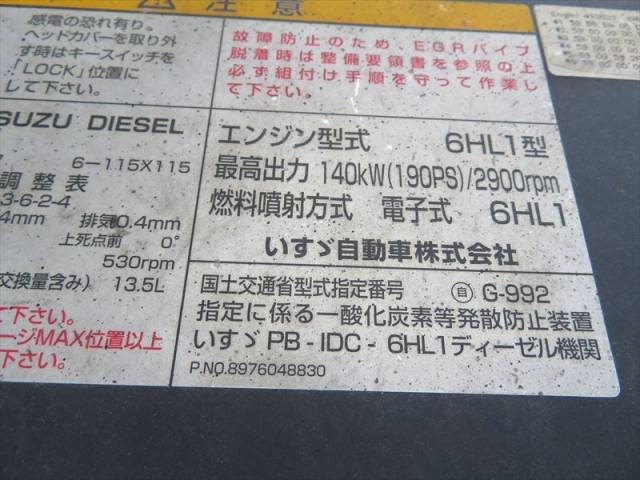 注意
感電の恐れ有り。
ヘッドカバーを取り外
す時はキースイッチを
「LOCK」位置に
して下さい。
故障防止のため、EGRパイプ
脱着時は整備要領書を参照の上
必ず組付け手順を守って作業し
て下さい。
SUZU DIESEL
6-115X115
調整表
3-6-2-4
4mm 排気0.4mm
上死点前 0°
530rpm
交換量含み) 13.5L
て下さい。
ージMAX位置以上
下さい。
エンジン型式 6HL1型
最高出力 140kW(190PS)/2900rpm
燃料噴射方式 電子式 6HL1
いすゞ自動車株式会社
国土交通省型式指定番号 自 G-992
指定に係る一酸化炭素等発散防止装置
いすゞPB-IDC-6HL1ディーゼル機関
P.NO.8976048830